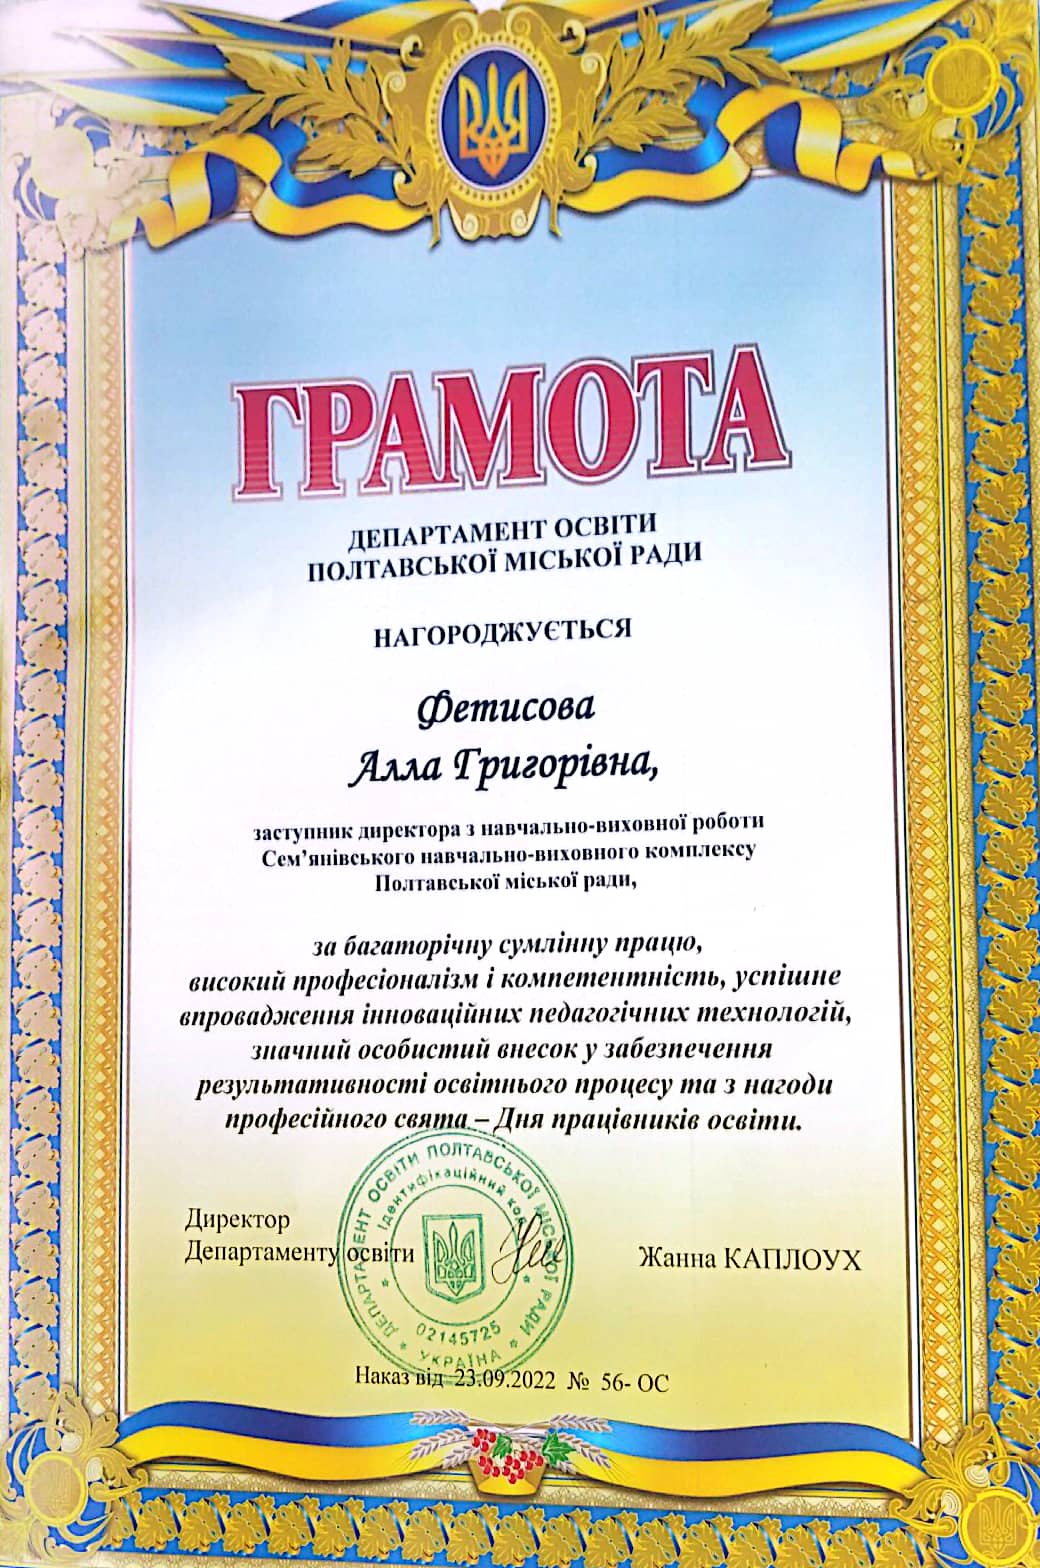 ГРАМОТА
ДЕПАРТАМЕНТ ОСВІТИ
ПОЛТАВСЬКОЇ МІСЬКОЇ РАДИ
НАГОРОДЖУЄТЬСЯ
Фетисова
Алла Григорівна,
заступник директора з навчально-виховної роботи
Сем’янівського навчально-виховного комплексу
Полтавської міської ради,
за багаторічну сумлінну працю,
високий професіоналізм і компетентність, успішне
впровадження інноваційних педагогічних технологій,
значний особистий внесок у забезпечення
результативності освітнього процесу та з нагоди
професійного свята – Дня працівників освіти.
Директор
Департаменту освіти
Жанна КАПЛОУХ
ДЕПАРТАМЕНТ ОСВІТИ ПОЛТАВСЬКОЇ МІСЬКОЇ РАДИ
Ідентифікаційний код
02145725
* УКРАЇНА *
Наказ від 23.09.2022 № 56- ОС